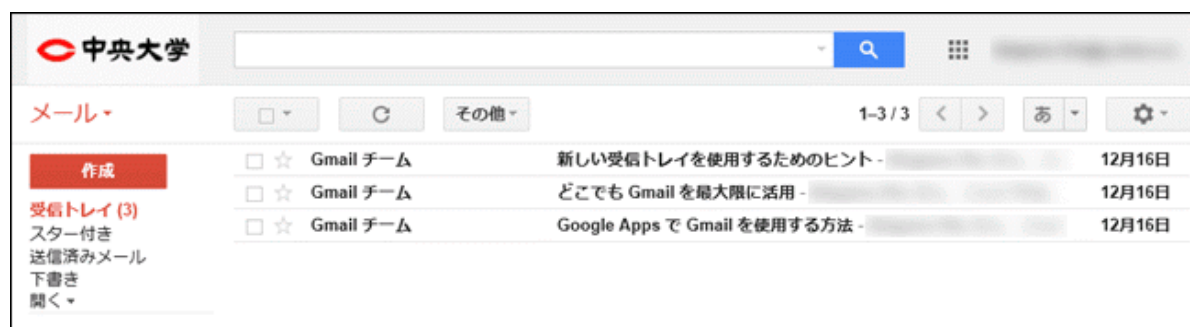 中央大学
メール
その他
1–3 / 3
あ
作成
Gmail チーム 新しい受信トレイを使用するためのヒント - 12月16日
Gmail チーム どこでも Gmail を最大限に活用 - 12月16日
Gmail チーム Google Apps で Gmail を使用する方法 - 12月16日
受信トレイ (3)
スター付き
送信済みメール
下書き
開く